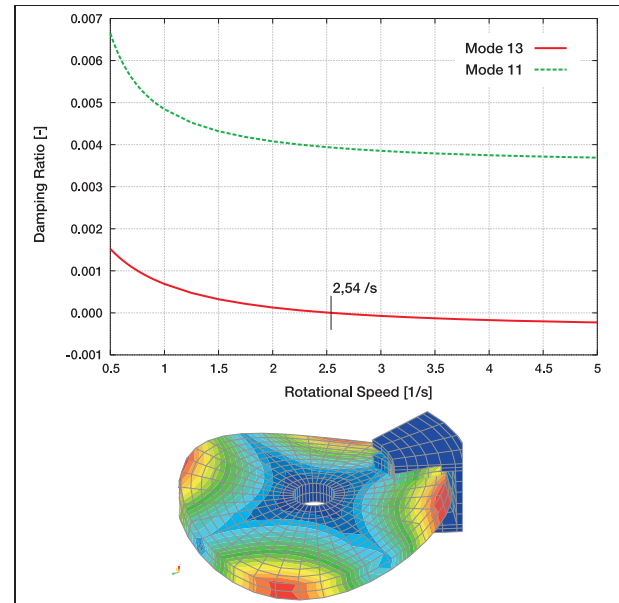 0.007
0.006
0.005
0.004
0.003
0.002
0.001
0.000
-0.001
Damping Ratio [-]
Mode 13
Mode 11
2,54 /s
0.5 1 1.5 2 2.5 3 3.5 4 4.5 5
Rotational Speed [1/s]